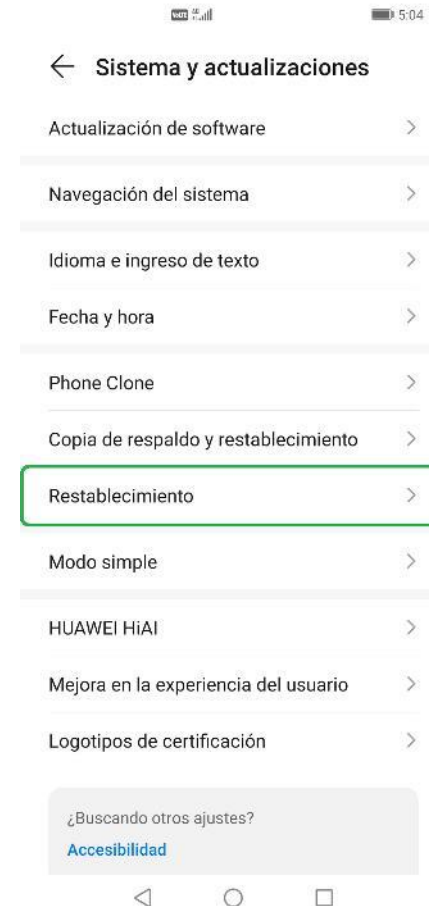 VoLTE 5:04
Sistema y actualizaciones
Actualización de software
Navegación del sistema
Idioma e ingreso de texto
Fecha y hora
Phone Clone
Copia de respaldo y restablecimiento
Restablecimiento
Modo simple
HUAWEI HiAI
Mejora en la experiencia del usuario
Logotipos de certificación
¿Buscando otros ajustes?
Accesibilidad